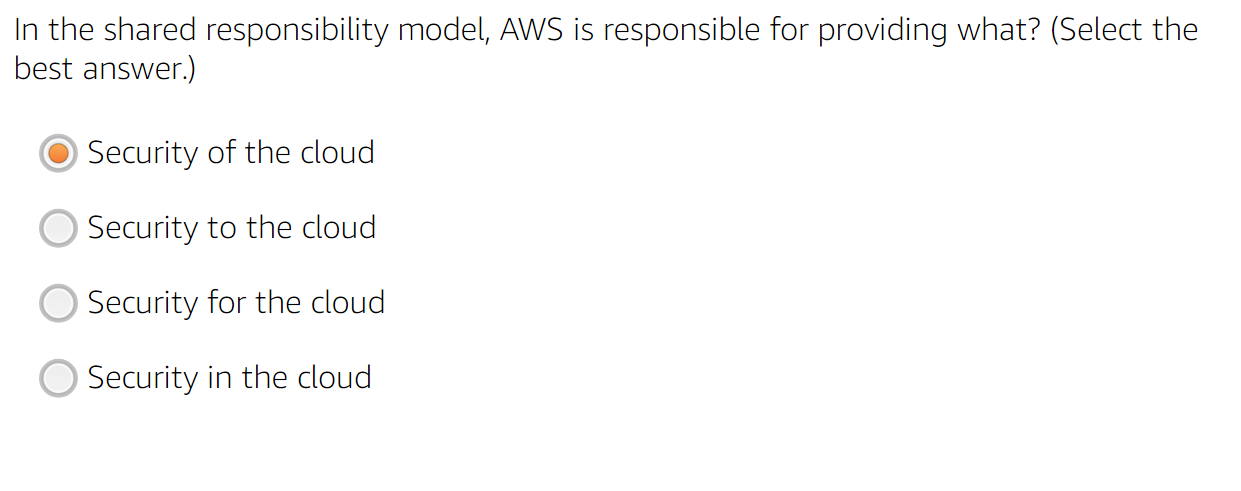 In the shared responsibility model, AWS is responsible for providing what? (Select the
best answer.)
Security of the cloud
Security to the cloud
Security for the cloud
Security in the cloud